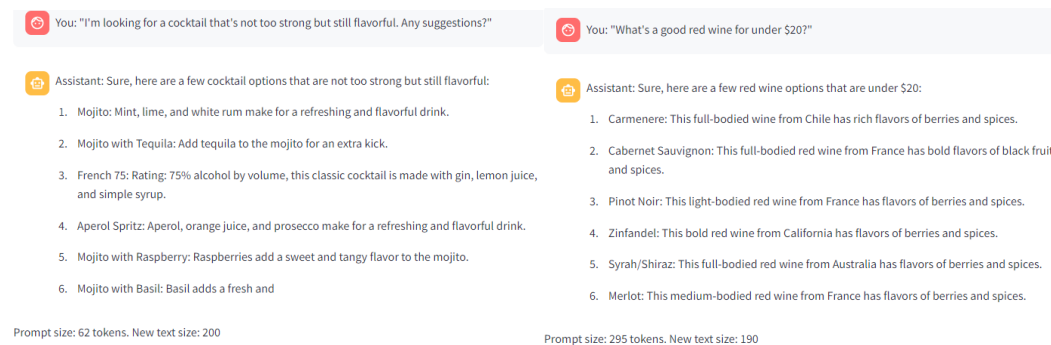 You: "I'm looking for a cocktail that's not too strong but still flavorful. Any suggestions?"
Assistant: Sure, here are a few cocktail options that are not too strong but still flavorful:
1. Mojito: Mint, lime, and white rum make for a refreshing and flavorful drink.
2. Mojito with Tequila: Add tequila to the mojito for an extra kick.
3. French 75: Rating: 75% alcohol by volume, this classic cocktail is made with gin, lemon juice,
and simple syrup.
4. Aperol Spritz: Aperol, orange juice, and prosecco make for a refreshing and flavorful drink.
5. Mojito with Raspberry: Raspberries add a sweet and tangy flavor to the mojito.
6. Mojito with Basil: Basil adds a fresh and
Prompt size: 62 tokens. New text size: 200
You: "What's a good red wine for under $20?"
Assistant: Sure, here are a few red wine options that are under $20:
1. Carmenere: This full-bodied wine from Chile has rich flavors of berries and spices.
2. Cabernet Sauvignon: This full-bodied red wine from France has bold flavors of black fruit
and spices.
3. Pinot Noir: This light-bodied red wine from France has flavors of berries and spices.
4. Zinfandel: This bold red wine from California has flavors of berries and spices.
5. Syrah/Shiraz: This full-bodied red wine from Australia has flavors of berries and spices.
6. Merlot: This medium-bodied red wine from France has flavors of berries and spices.
Prompt size: 295 tokens. New text size: 190